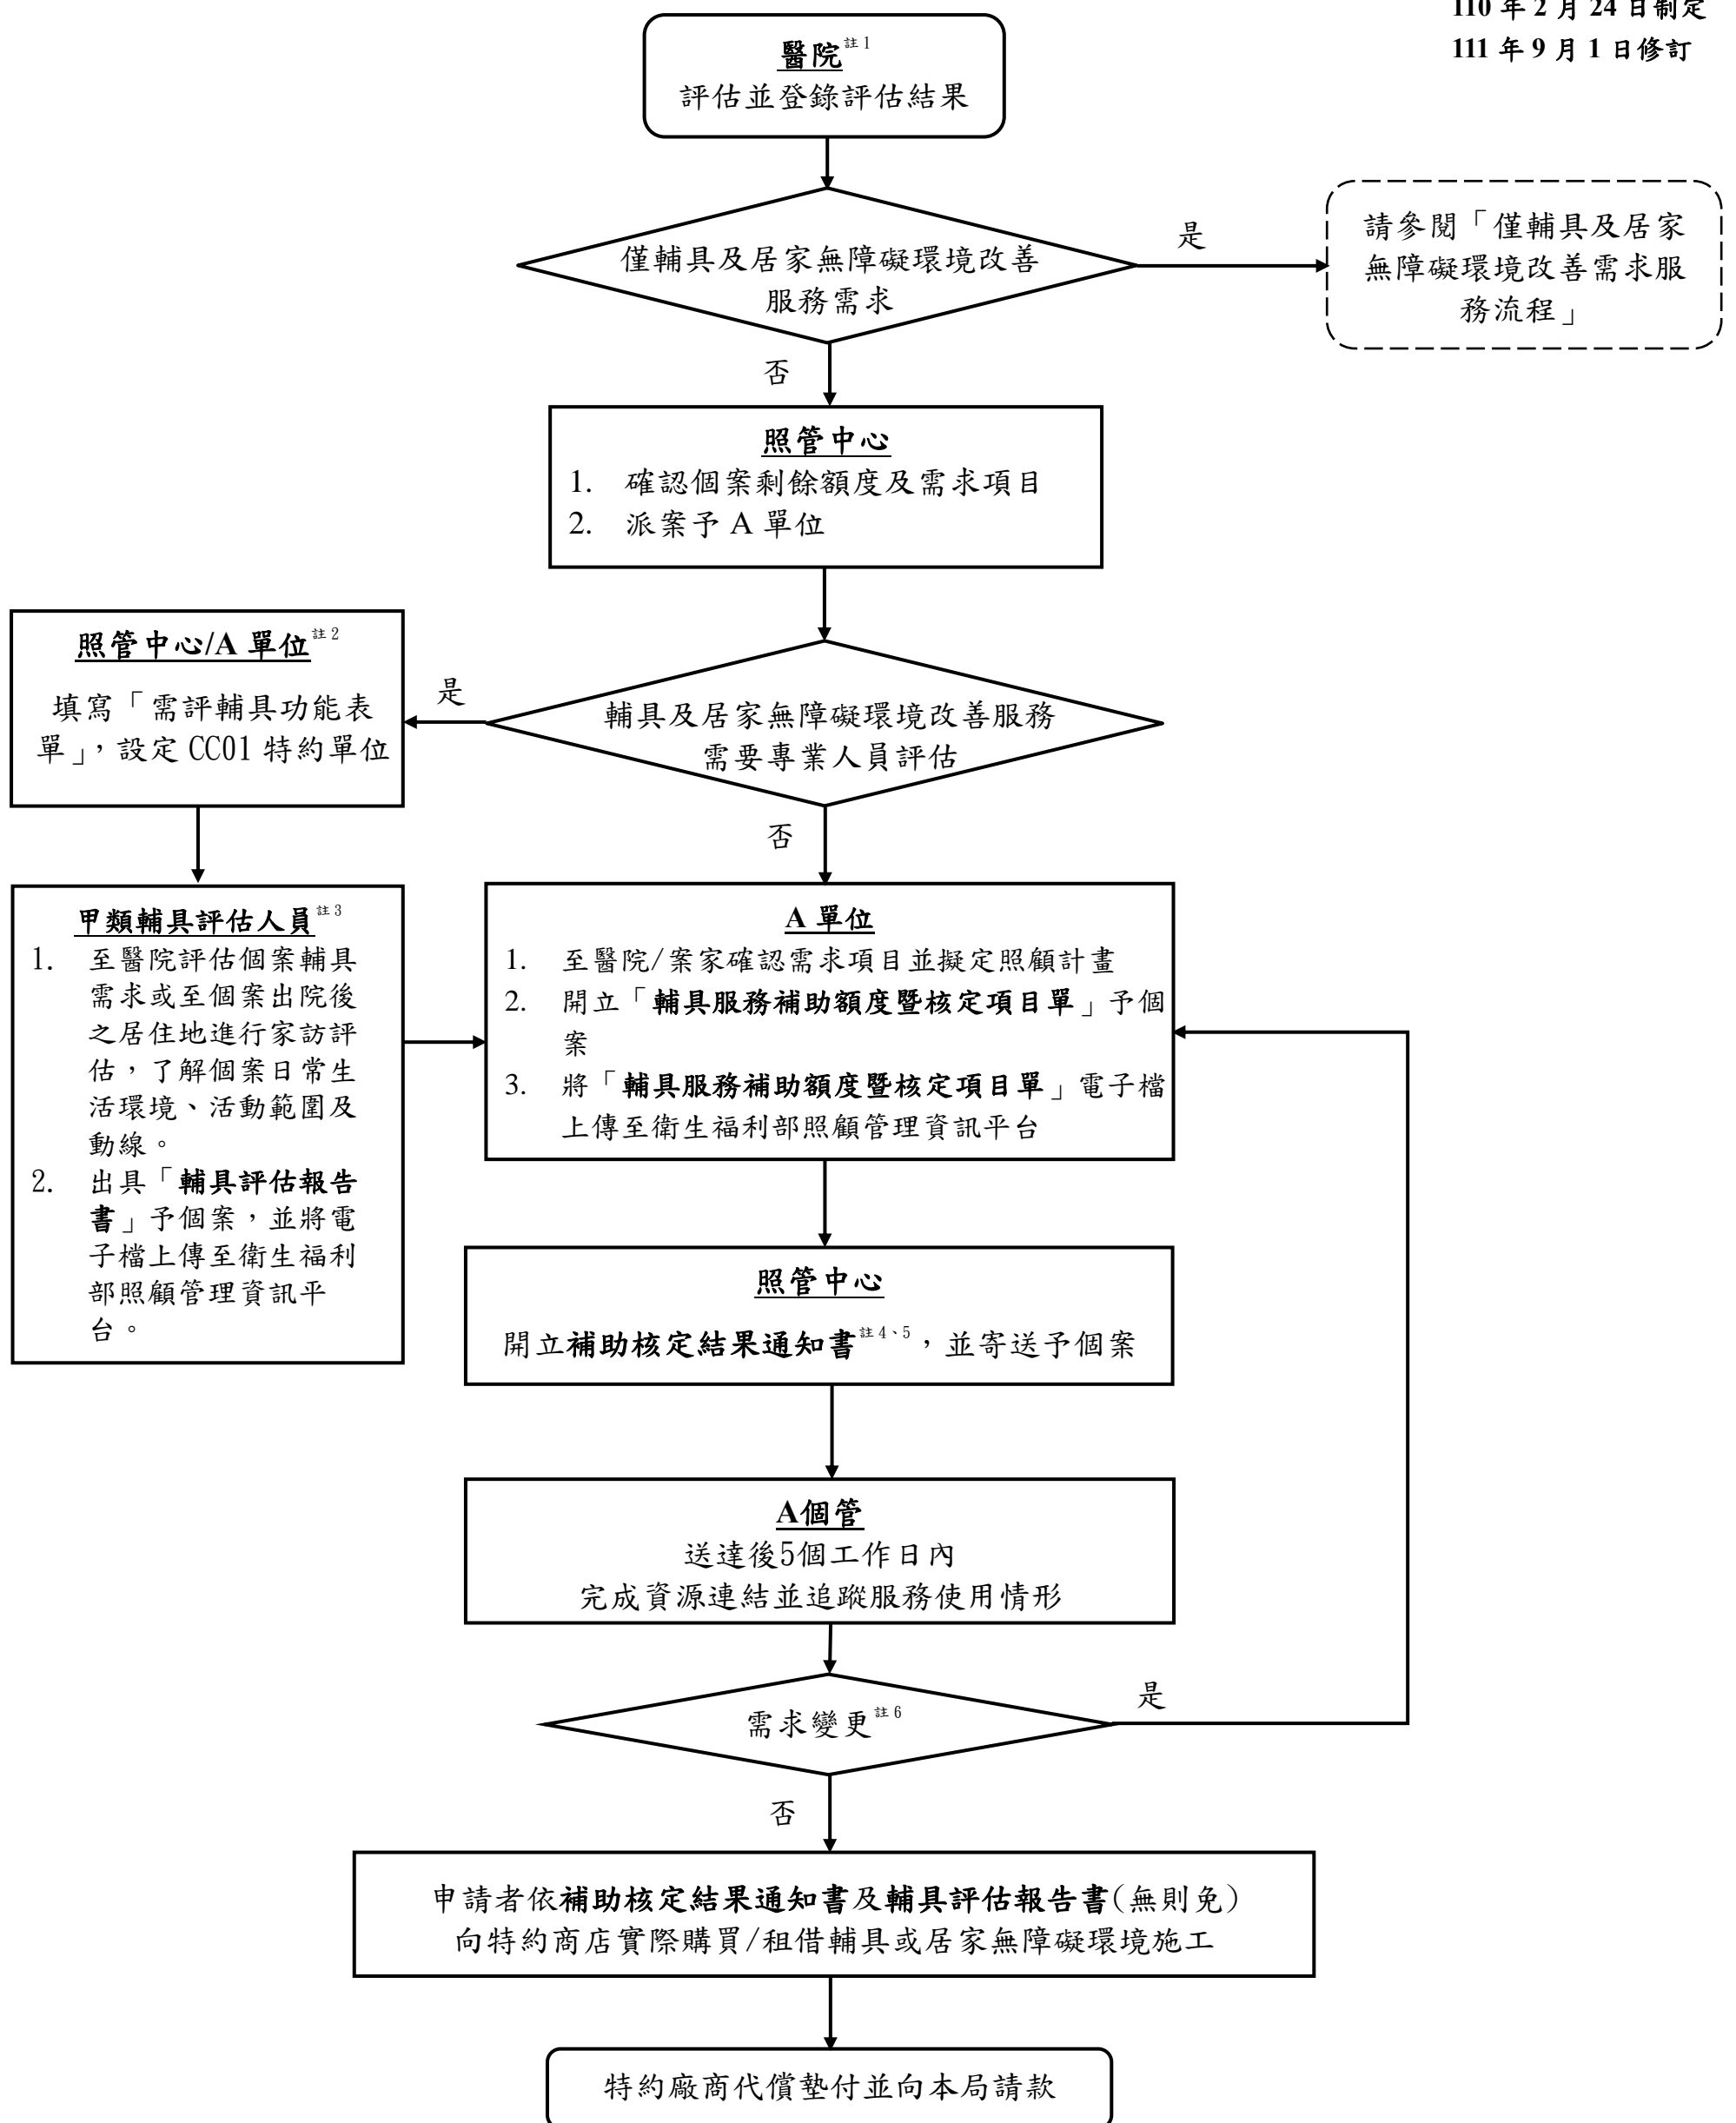 110 年 2 月 24 日制定
111 年 9 月 1 日修訂
醫院註 1
評估並登錄評估結果
僅輔具及居家無障礙環境改善
服務需求
是
請參閱「僅輔具及居家
無障礙環境改善需求服
務流程」
否
照管中心
1. 確認個案剩餘額度及需求項目
2. 派案予 A 單位
照管中心/A 單位註 2
填寫「需評輔具功能表
單」，設定 CC01 特約單位
是
輔具及居家無障礙環境改善服務
需要專業人員評估
否
甲類輔具評估人員註 3
1. 至醫院評估個案輔具
需求或至個案出院後
之居住地進行家訪評
估，了解個案日常生
活環境、活動範圍及
動線。
2. 出具「輔具評估報告
書」予個案，並將電
子檔上傳至衛生福利
部照顧管理資訊平
台。
A 單位
1. 至醫院/案家確認需求項目並擬定照顧計畫
2. 開立「輔具服務補助額度暨核定項目單」予個
案
3. 將「輔具服務補助額度暨核定項目單」電子檔
上傳至衛生福利部照顧管理資訊平台
照管中心
開立補助核定結果通知書註 4、5，並寄送予個案
A個管
送達後5個工作日內
完成資源連結並追蹤服務使用情形
需求變更註 6
是
否
申請者依補助核定結果通知書及輔具評估報告書(無則免)
向特約商店實際購買/租借輔具或居家無障礙環境施工
特約廠商代償墊付並向本局請款